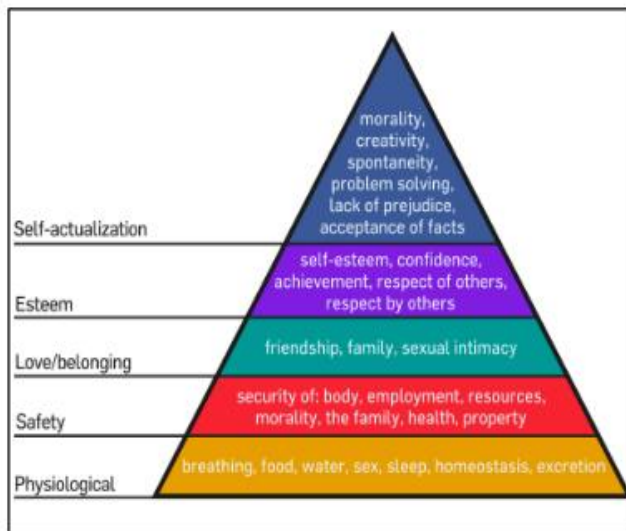 morality,
creativity,
spontaneity,
problem solving,
lack of prejudice,
acceptance of facts
Self-actualization
self-esteem, confidence,
achievement, respect of others,
respect by others
Esteem
friendship, family, sexual intimacy
Love/belonging
security of: body, employment, resources,
morality, the family, health, property
Safety
breathing, food, water, sex, sleep, homeostasis, excretion
Physiological